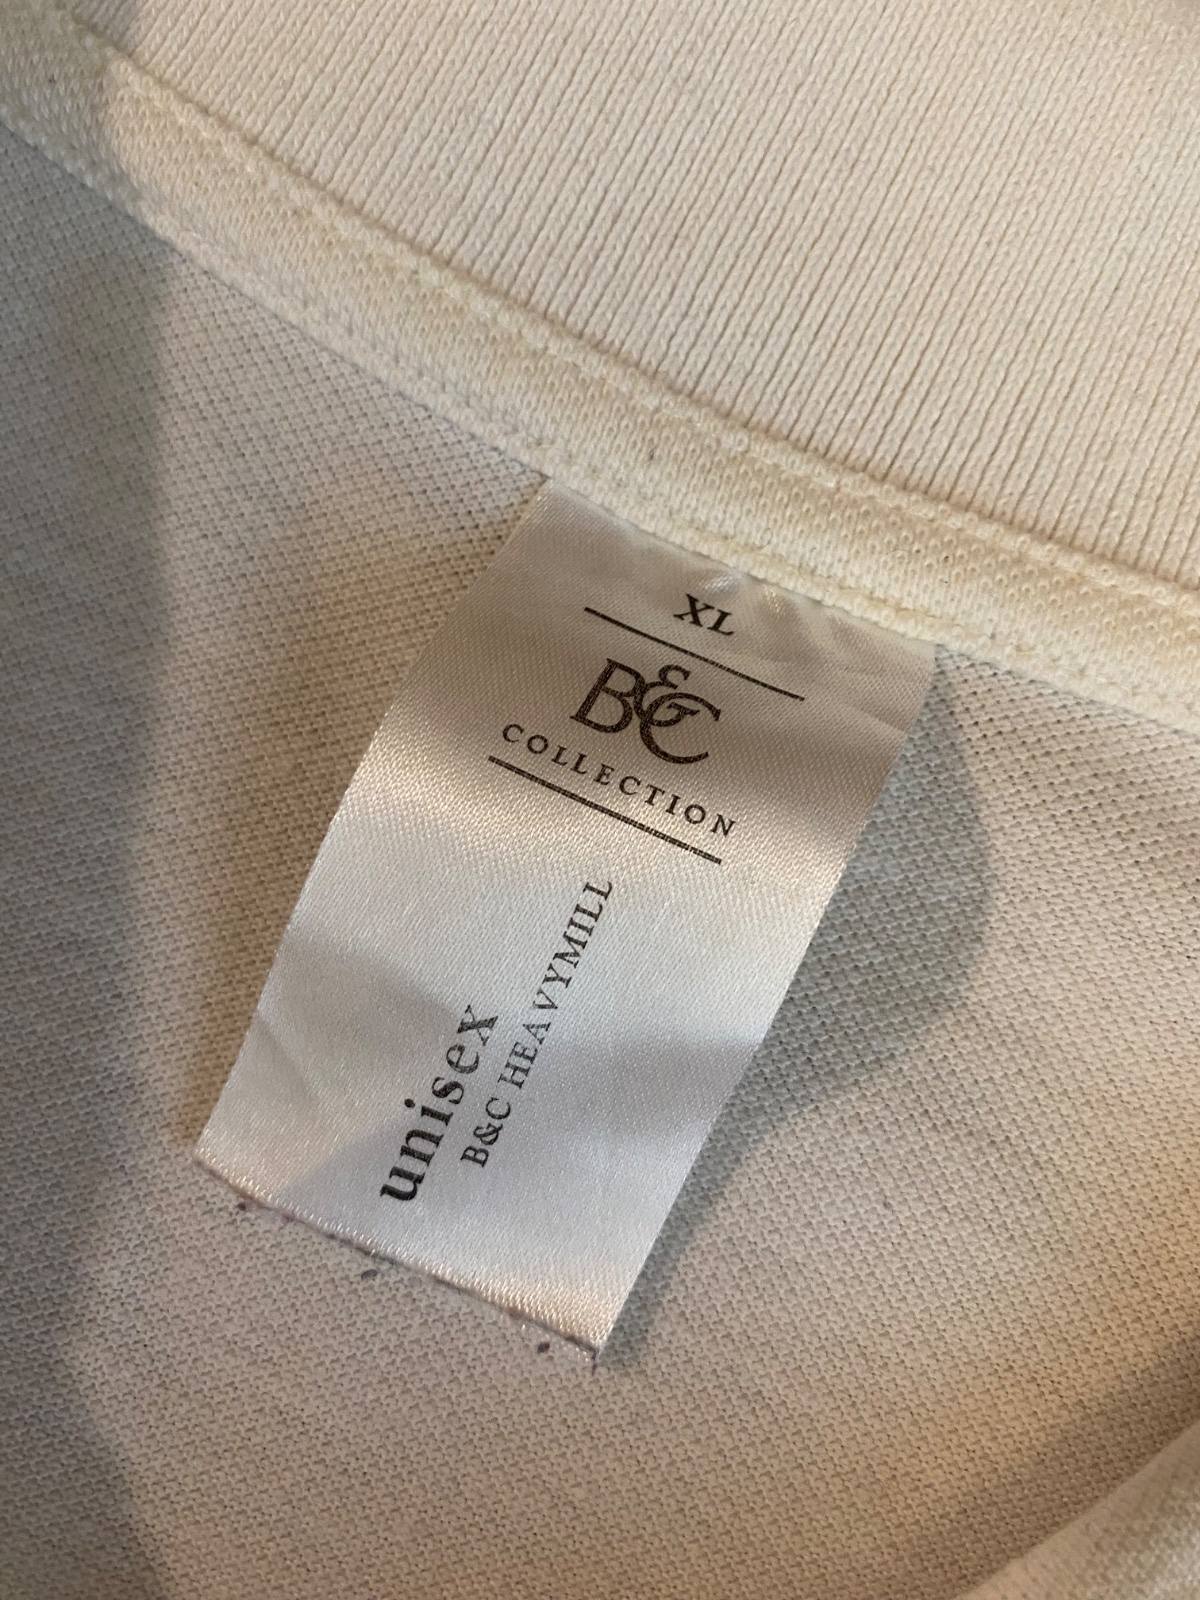 XL
B&C
COLLECTION
unisex
B&C HEAVYMILL